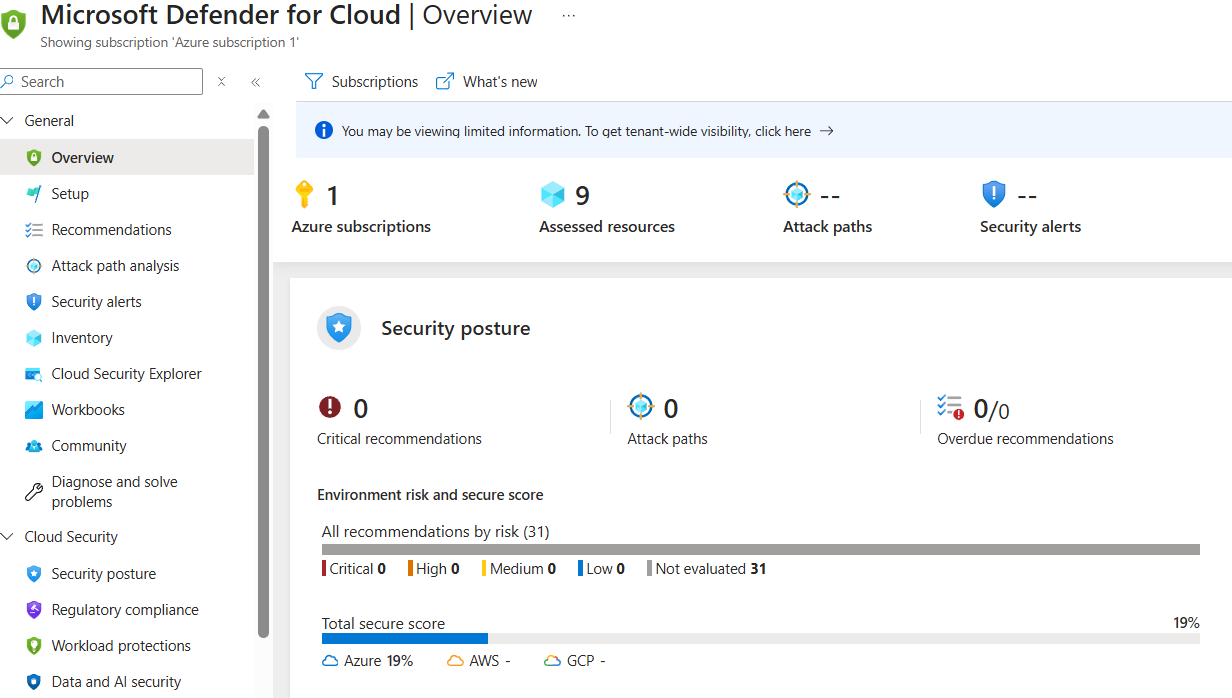 Microsoft Defender for Cloud | Overview ...
Showing subscription 'Azure subscription 1'
Search
Subscriptions What's new
General
Overview
Setup
Recommendations
Attack path analysis
Security alerts
Inventory
Cloud Security Explorer
Workbooks
Community
Diagnose and solve
problems
Cloud Security
Security posture
Regulatory compliance
Workload protections
Data and AI security
You may be viewing limited information. To get tenant-wide visibility, click here →
1
Azure subscriptions
9
Assessed resources
--
Attack paths
--
Security alerts
Security posture
0
Critical recommendations
0
Attack paths
0/0
Overdue recommendations
Environment risk and secure score
All recommendations by risk (31)
Critical 0 High 0 Medium 0 Low 0 Not evaluated 31
Total secure score 19%
Azure 19% AWS - GCP -